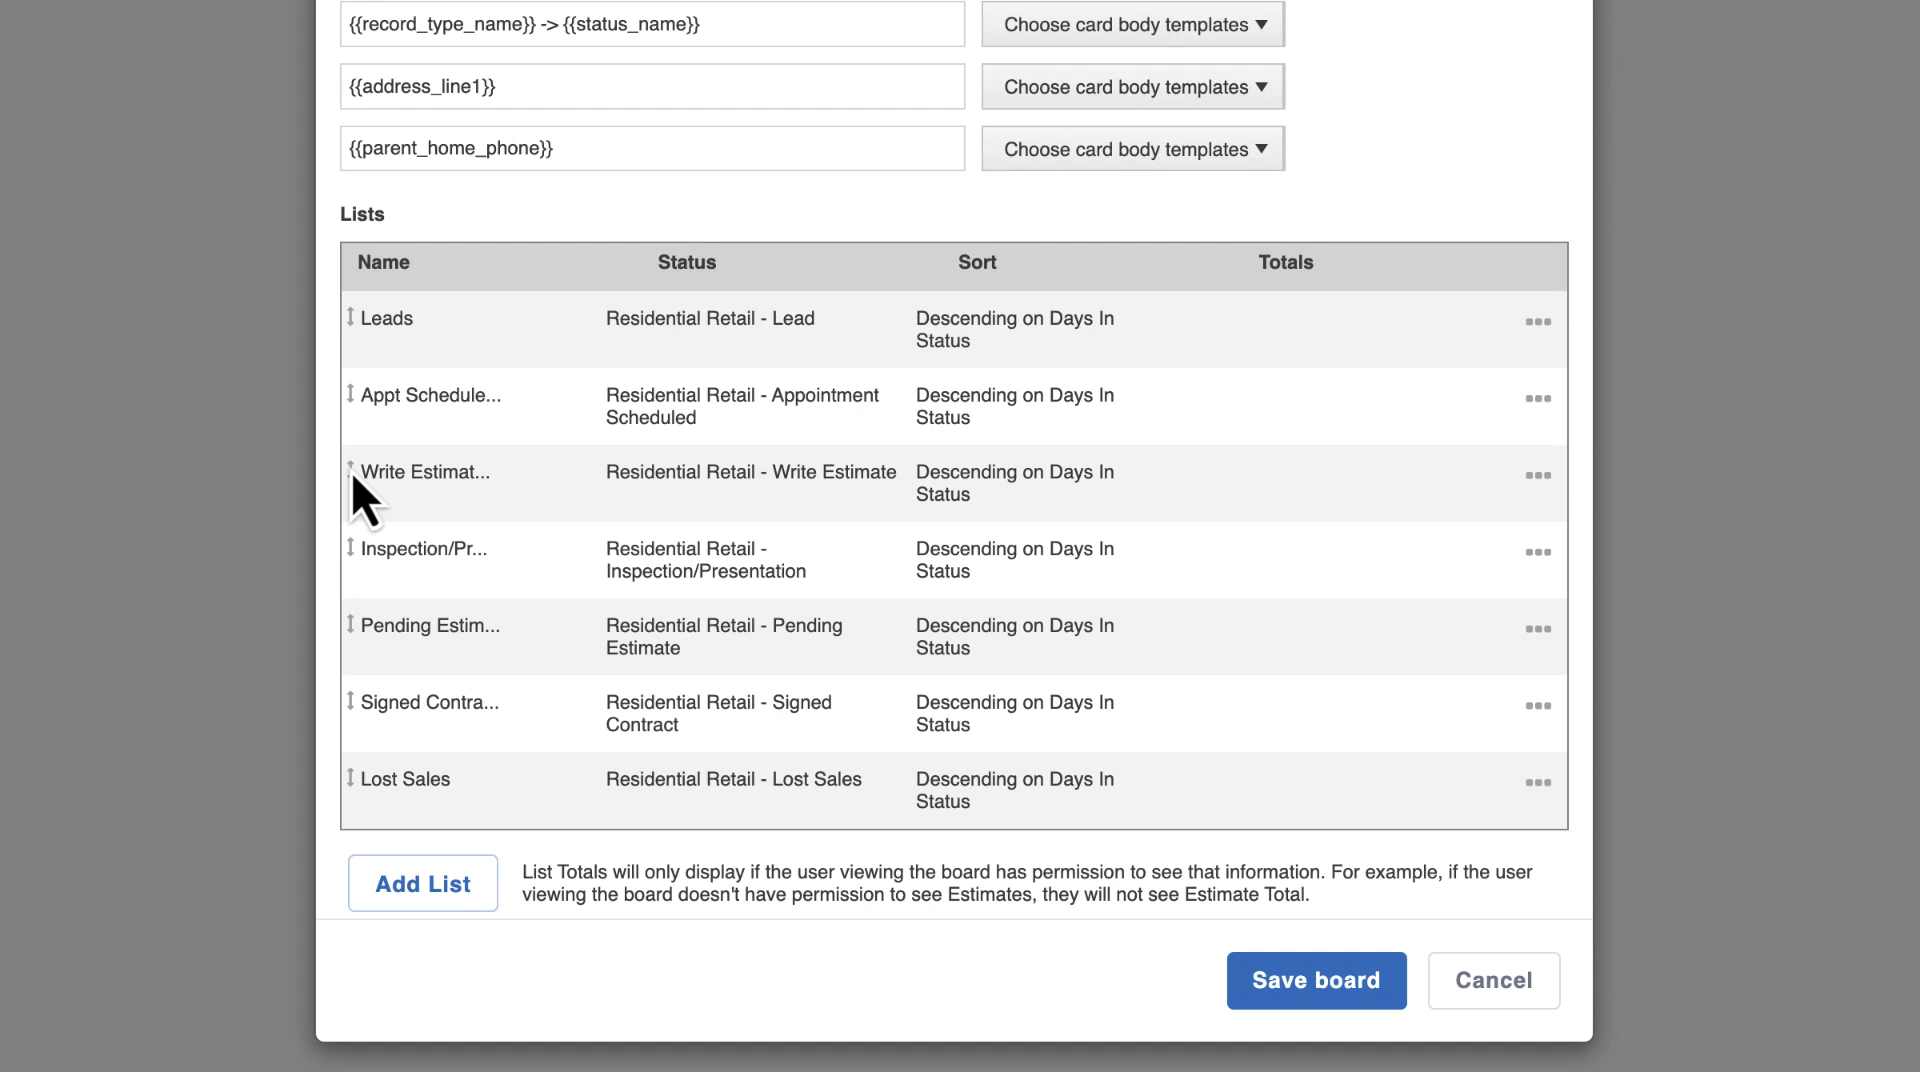 {{record_type_name}} -> {{status_name}}
Choose card body templates ▼
{{address_line1}}
Choose card body templates ▼
{{parent_home_phone}}
Choose card body templates ▼
Lists
Name Status Sort Totals
Leads Residential Retail - Lead Descending on Days In
Status
Appt Schedule... Residential Retail - Appointment Descending on Days In
Scheduled Status
Write Estimat... Residential Retail - Write Estimate Descending on Days In
Status
Inspection/Pr... Residential Retail - Descending on Days In
Inspection/Presentation Status
Pending Estim... Residential Retail - Pending Descending on Days In
Estimate Status
Signed Contra... Residential Retail - Signed Descending on Days In
Contract Status
Lost Sales Residential Retail - Lost Sales Descending on Days In
Status
Add List
List Totals will only display if the user viewing the board has permission to see that information. For example, if the user
viewing the board doesn't have permission to see Estimates, they will not see Estimate Total.
Save board
Cancel